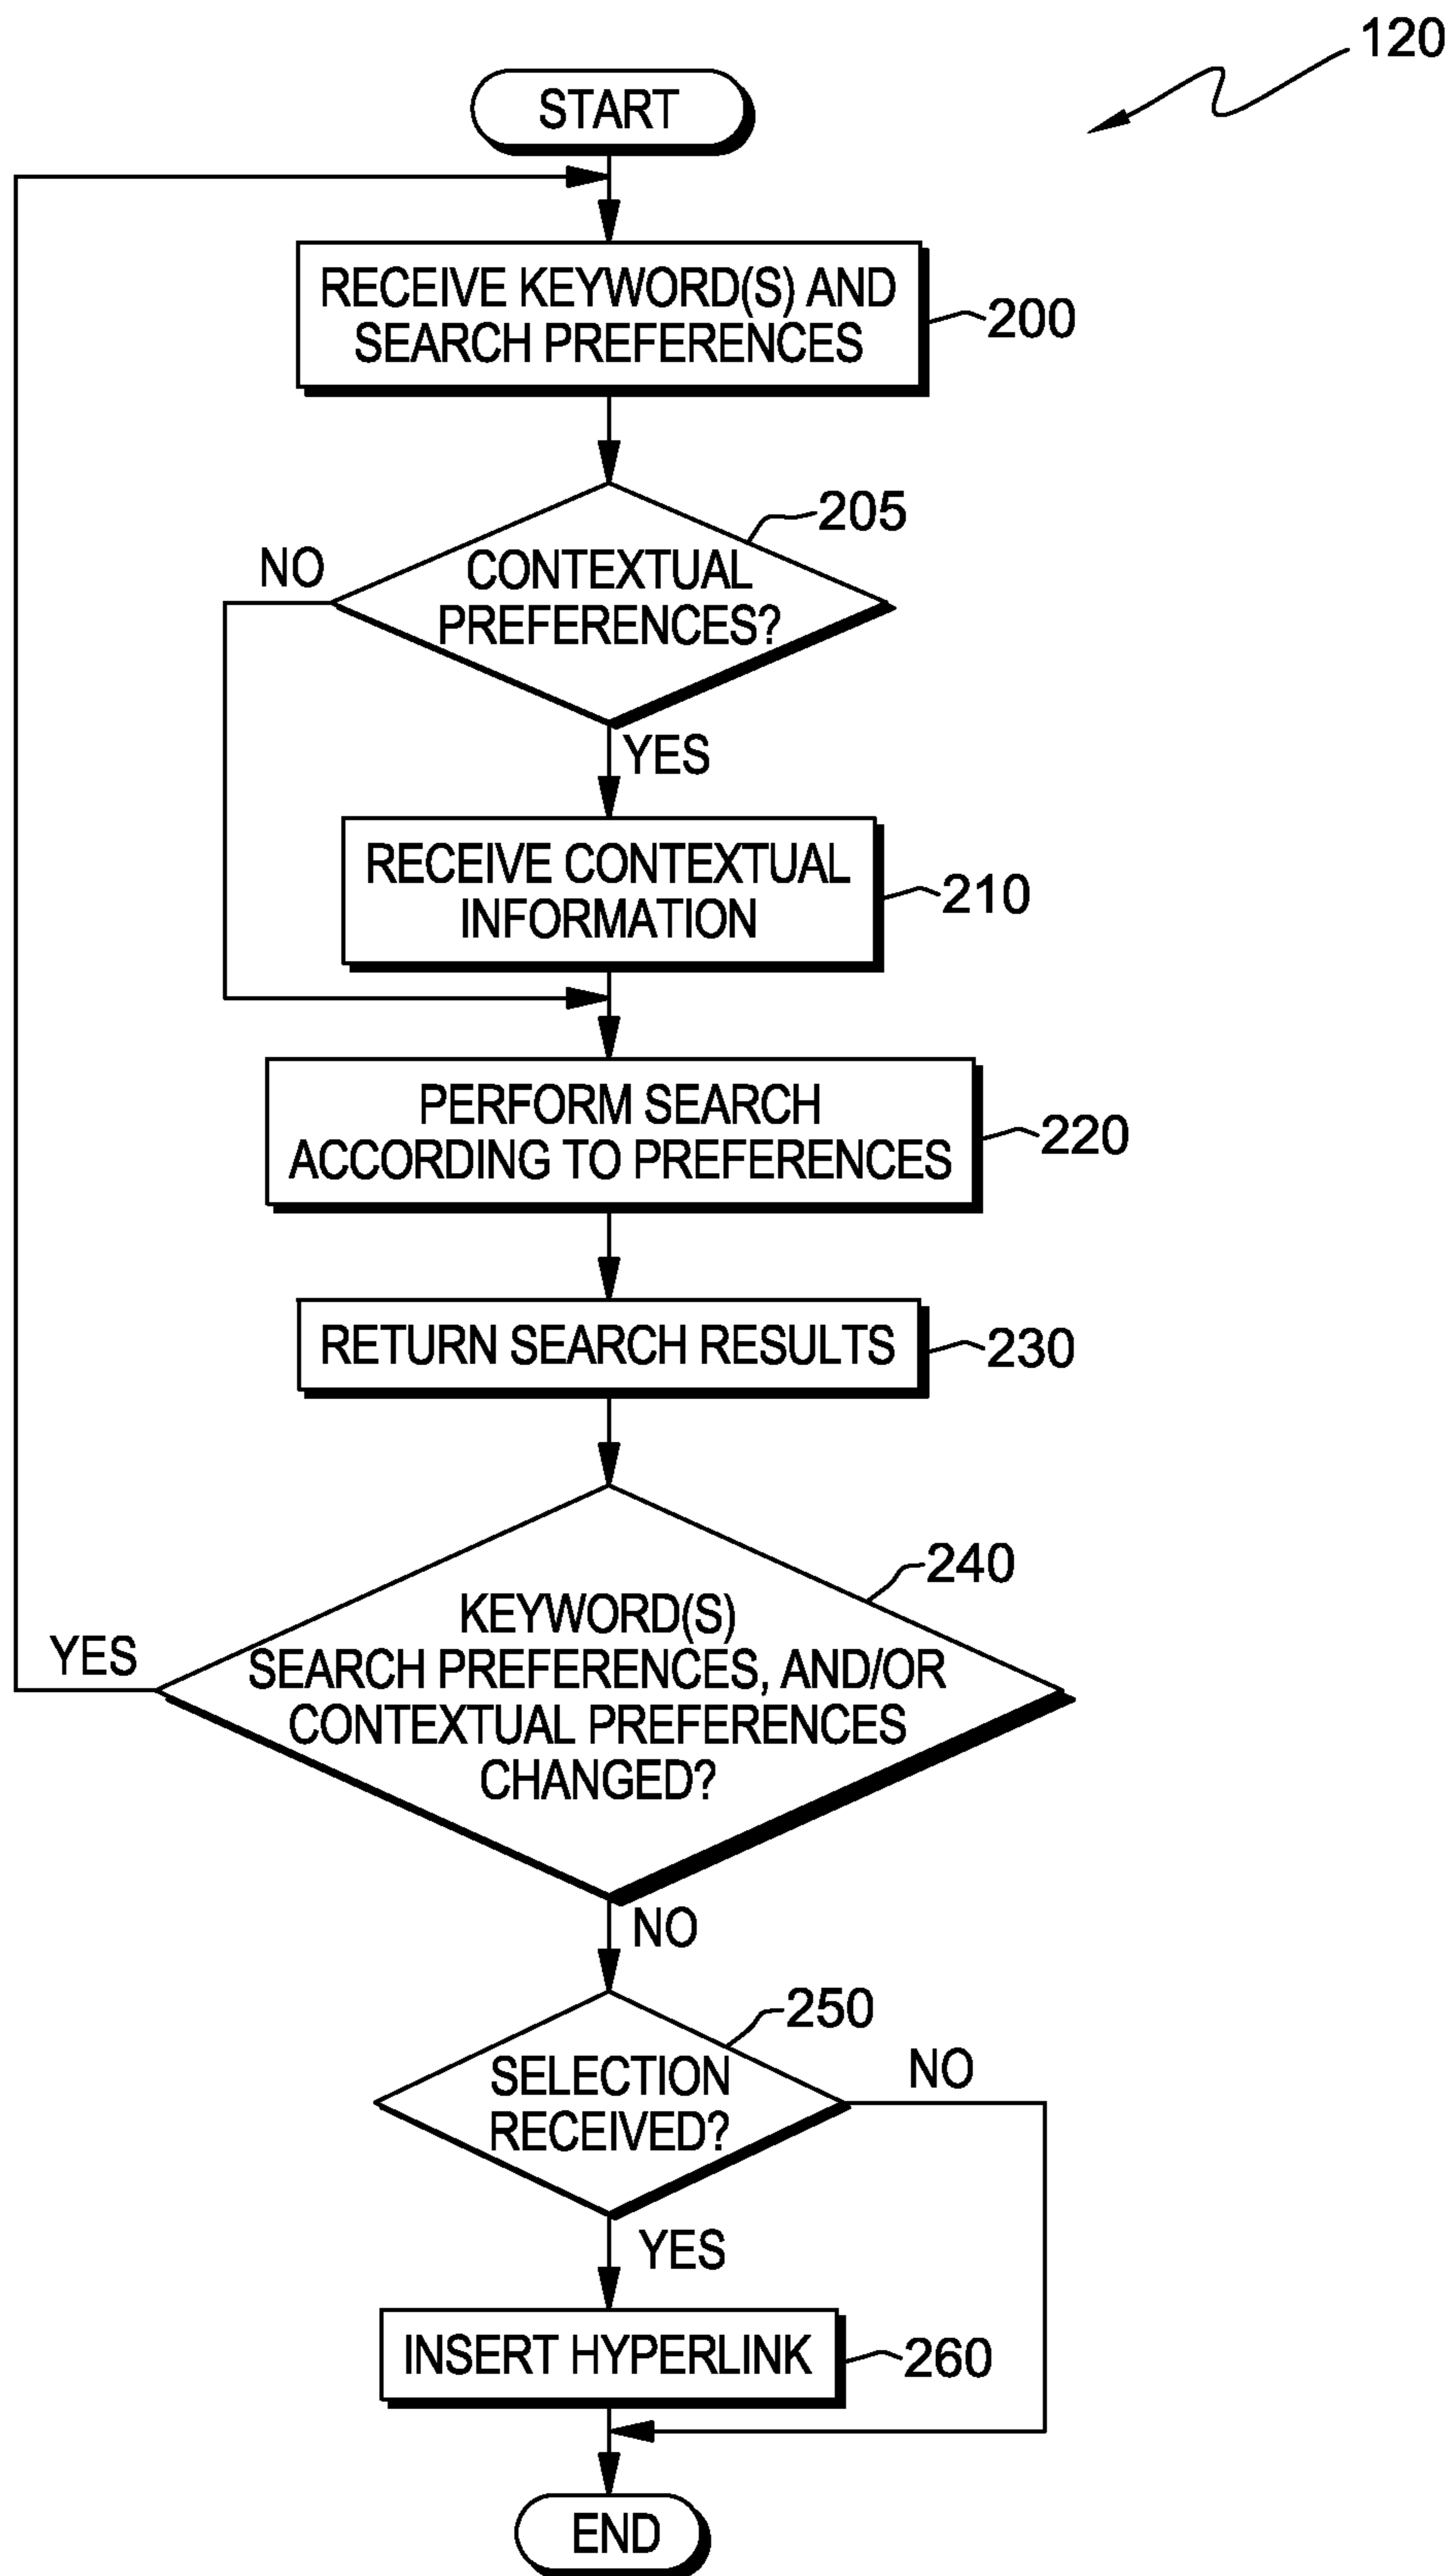 120
START
RECEIVE KEYWORD(S) AND
SEARCH PREFERENCES
200
205
CONTEXTUAL
PREFERENCES?
NO
YES
RECEIVE CONTEXTUAL
INFORMATION
210
PERFORM SEARCH
ACCORDING TO PREFERENCES
220
RETURN SEARCH RESULTS
230
240
KEYWORD(S)
SEARCH PREFERENCES, AND/OR
CONTEXTUAL PREFERENCES
CHANGED?
YES
NO
250
SELECTION
RECEIVED?
NO
YES
INSERT HYPERLINK
260
END